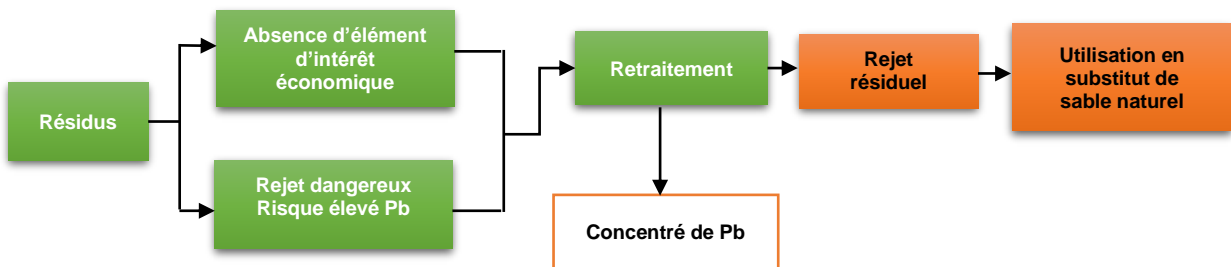 Résidus
Absence d'élément
d'intérêt
économique
Rejet dangereux
Risque élevé Pb
Retraitement
Concentré de Pb
Rejet
résiduel
Utilisation en
substitut de
sable naturel